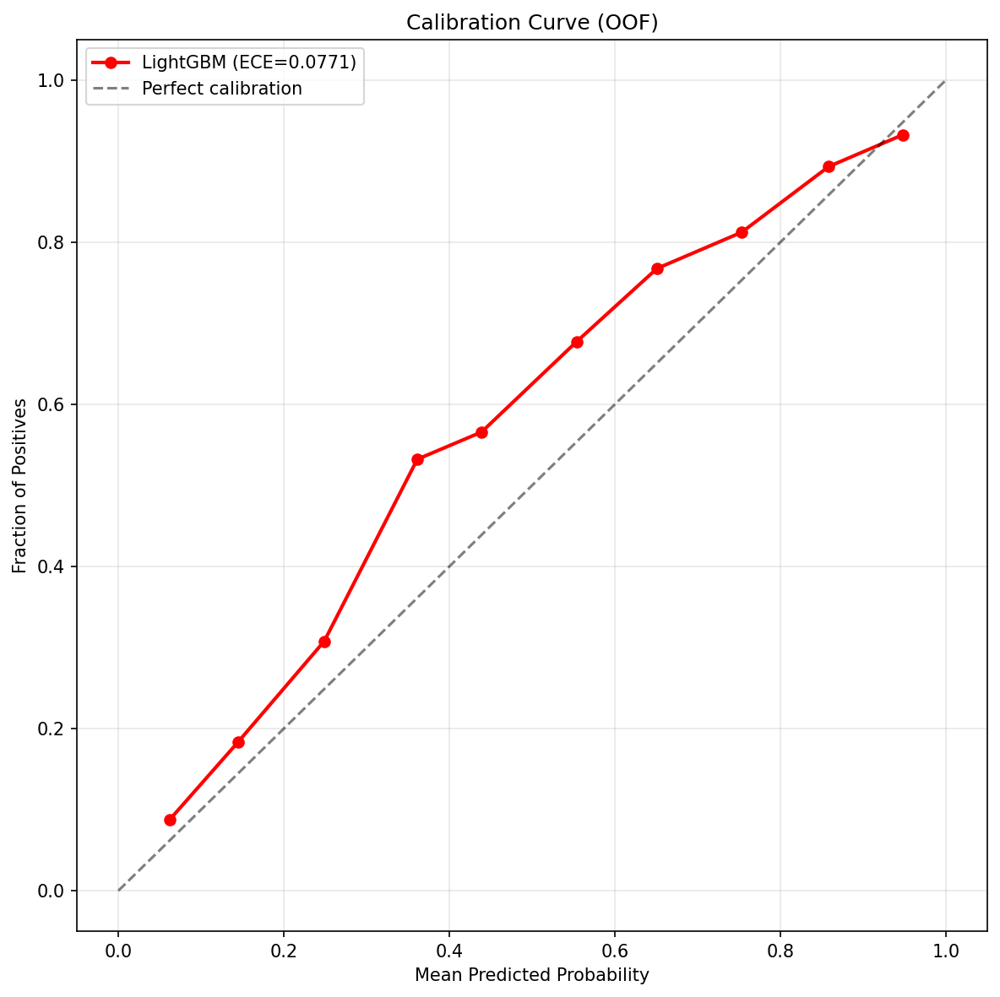 Calibration Curve (OOF)
LightGBM (ECE=0.0771)
Perfect calibration
Fraction of Positives
1.0
0.8
0.6
0.4
0.2
0.0
0.0 0.2 0.4 0.6 0.8 1.0
Mean Predicted Probability